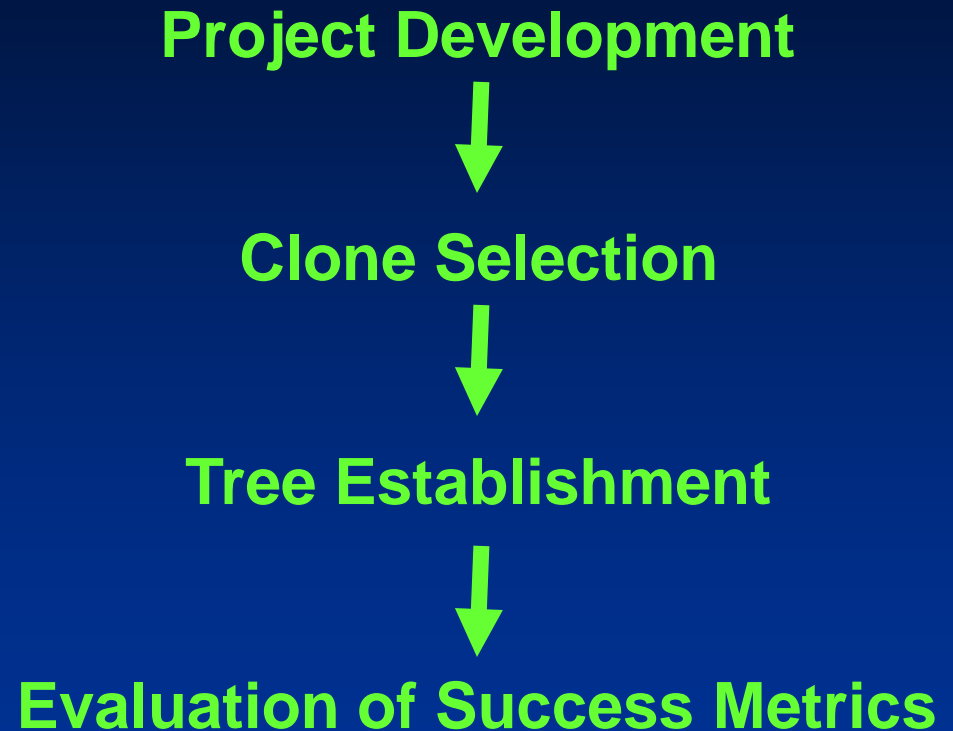 Project Development
Clone Selection
Tree Establishment
Evaluation of Success Metrics